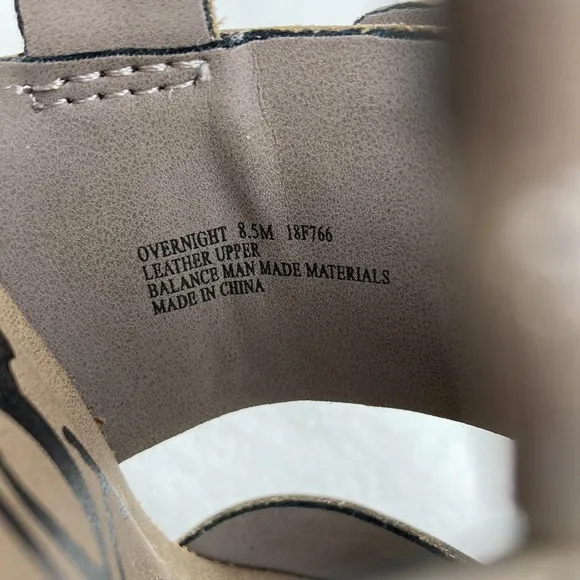 OVERNIGHT 8.5M 18F766
LEATHER UPPER
BALANCE MAN MADE MATERIALS
MADE IN CHINA